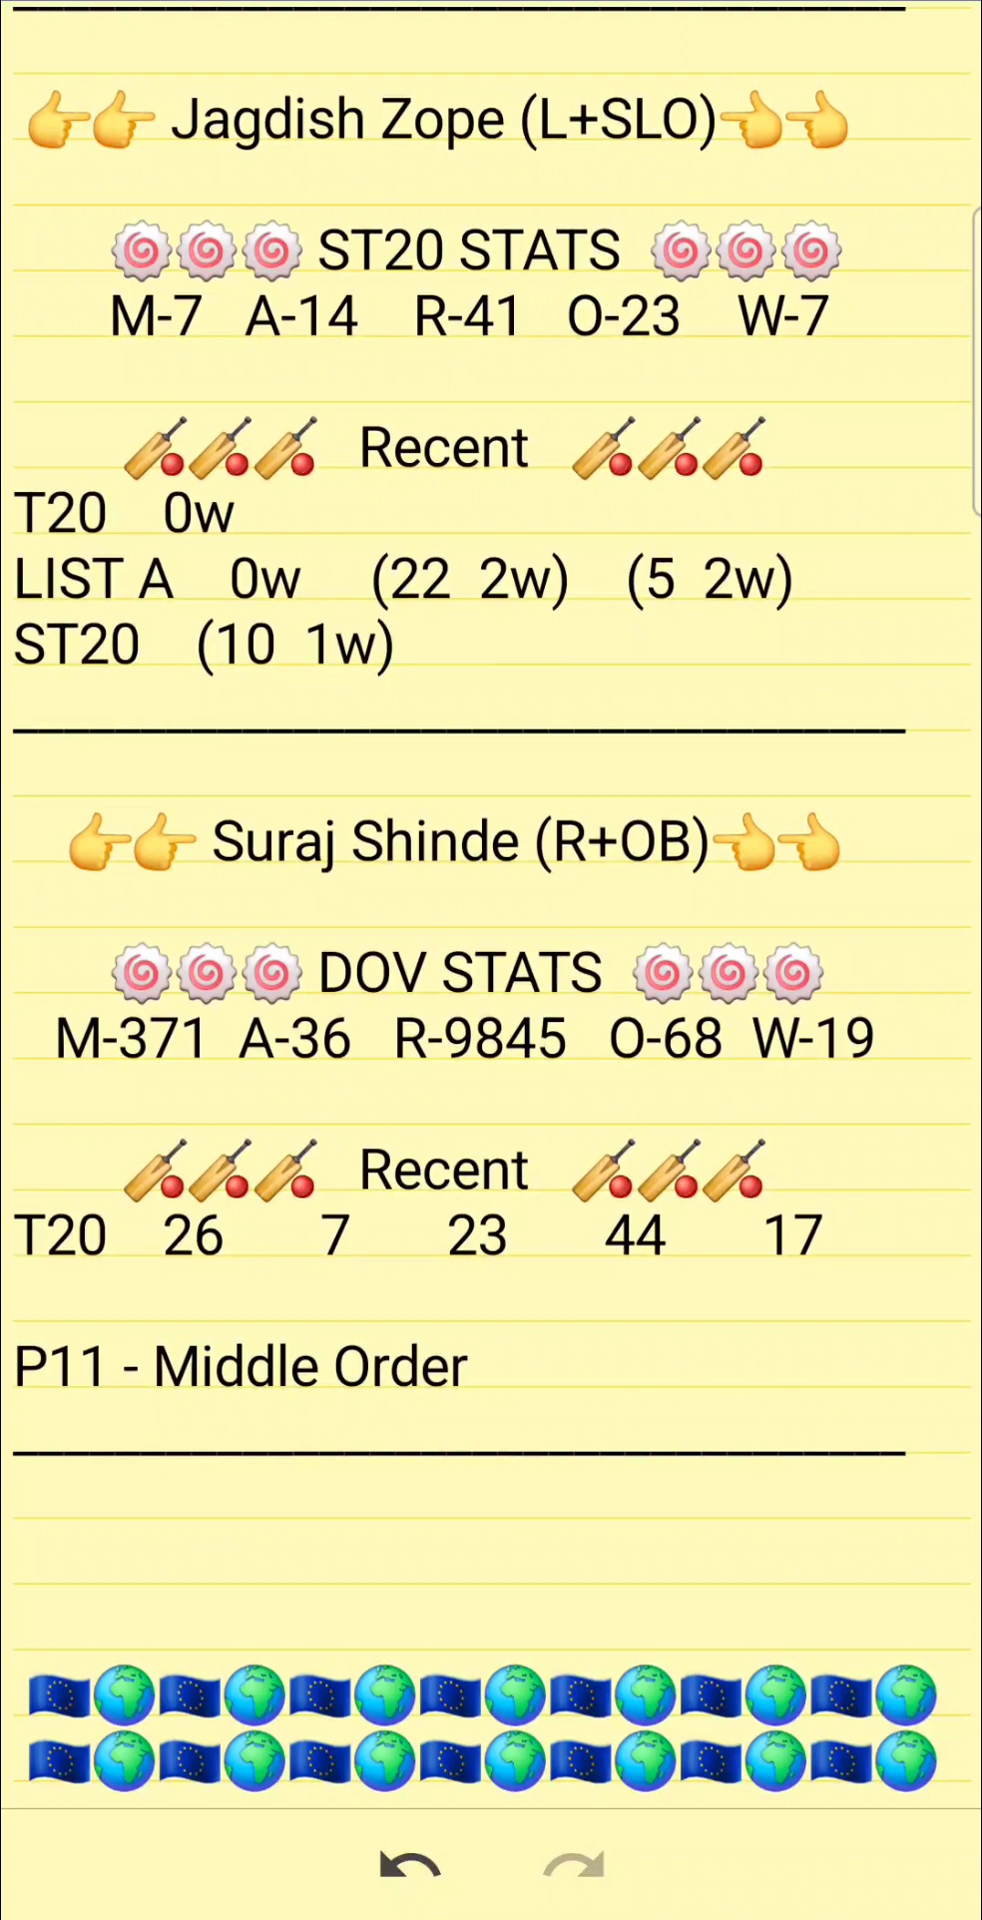 👉👉 Jagdish Zope (L+SLO)👈👈
🍥🍥🍥 ST20 STATS 🍥🍥🍥
M-7 A-14 R-41 O-23 W-7
🏏🏏🏏 Recent 🏏🏏🏏
T20 0w
LIST A 0w (22 2w) (5 2w)
ST20 (10 1w)
👉👉 Suraj Shinde (R+OB)👈👈
🍥🍥🍥 DOV STATS 🍥🍥🍥
M-371 A-36 R-9845 O-68 W-19
🏏🏏🏏 Recent 🏏🏏🏏
T20 26 7 23 44 17
P11 - Middle Order